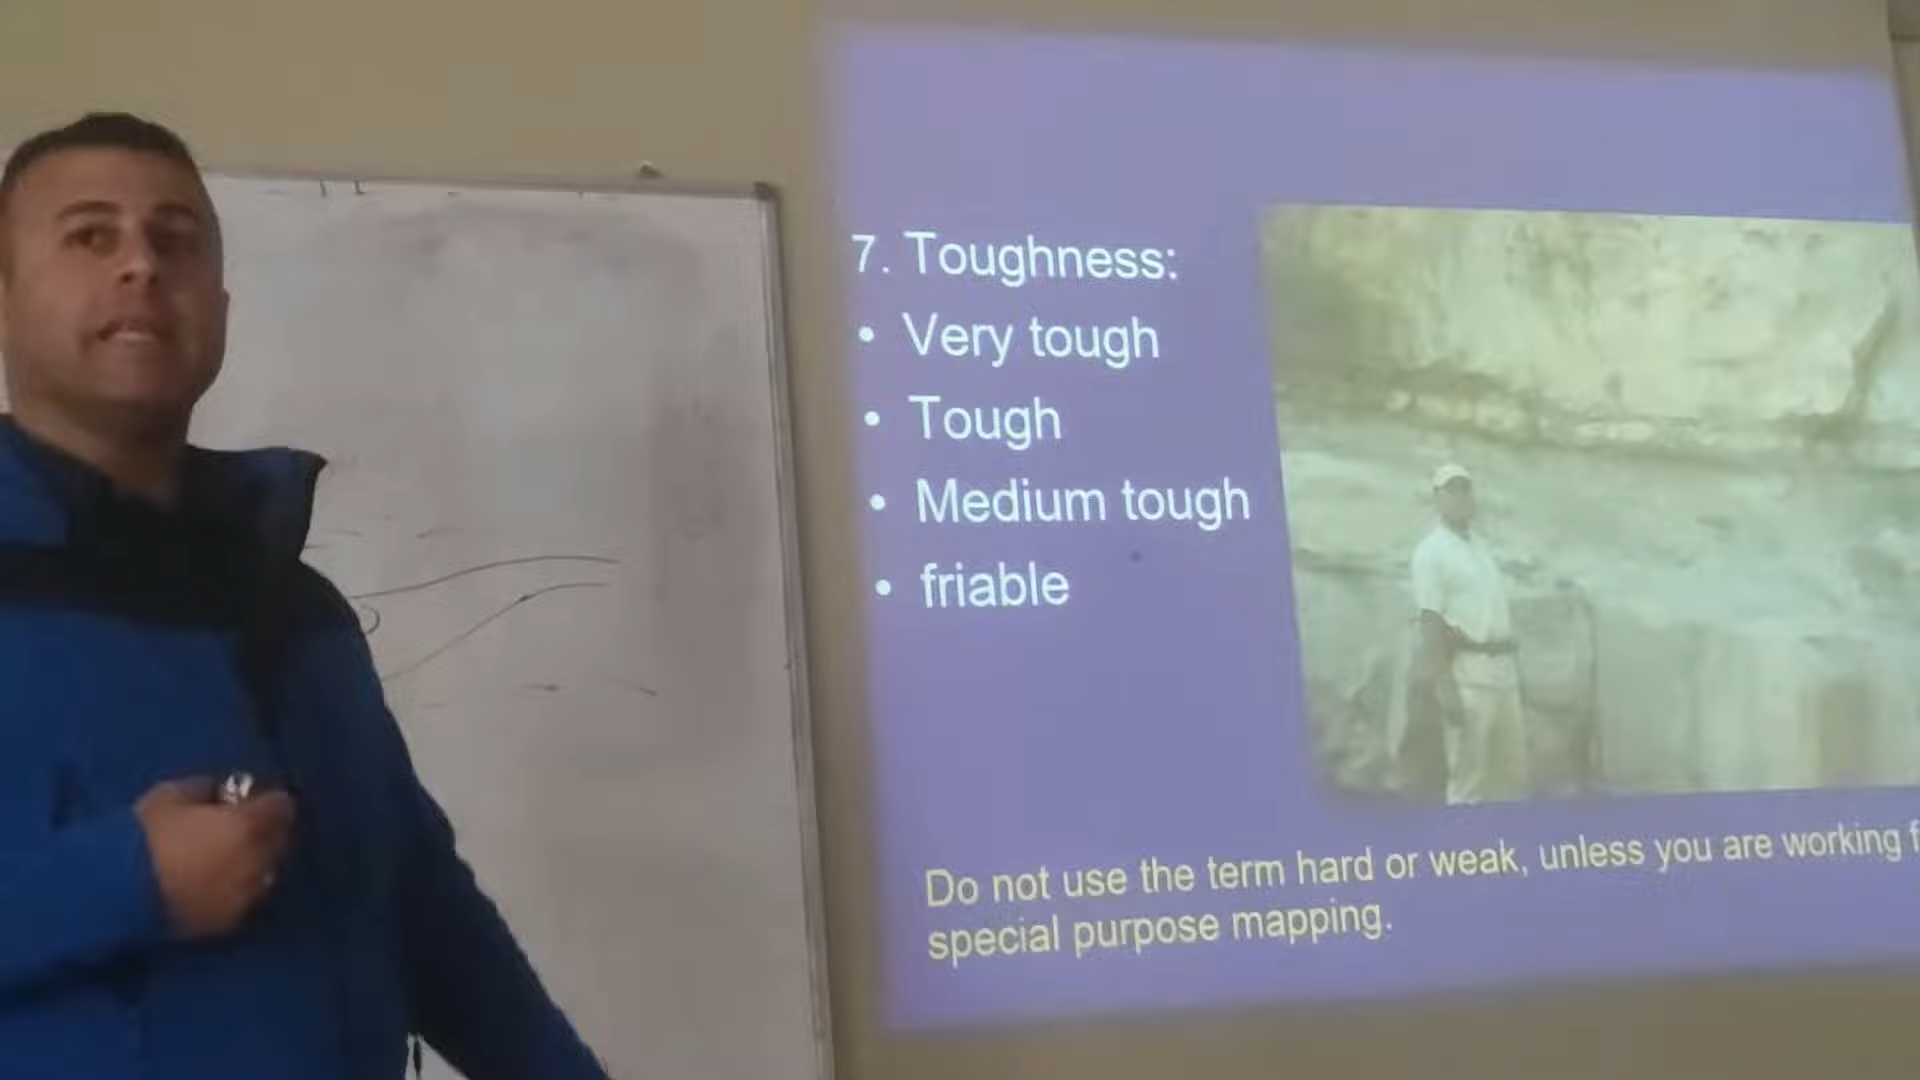 7. Toughness:
• Very tough
• Tough
• Medium tough
• friable
Do not use the term hard or weak, unless you are working
special purpose mapping.